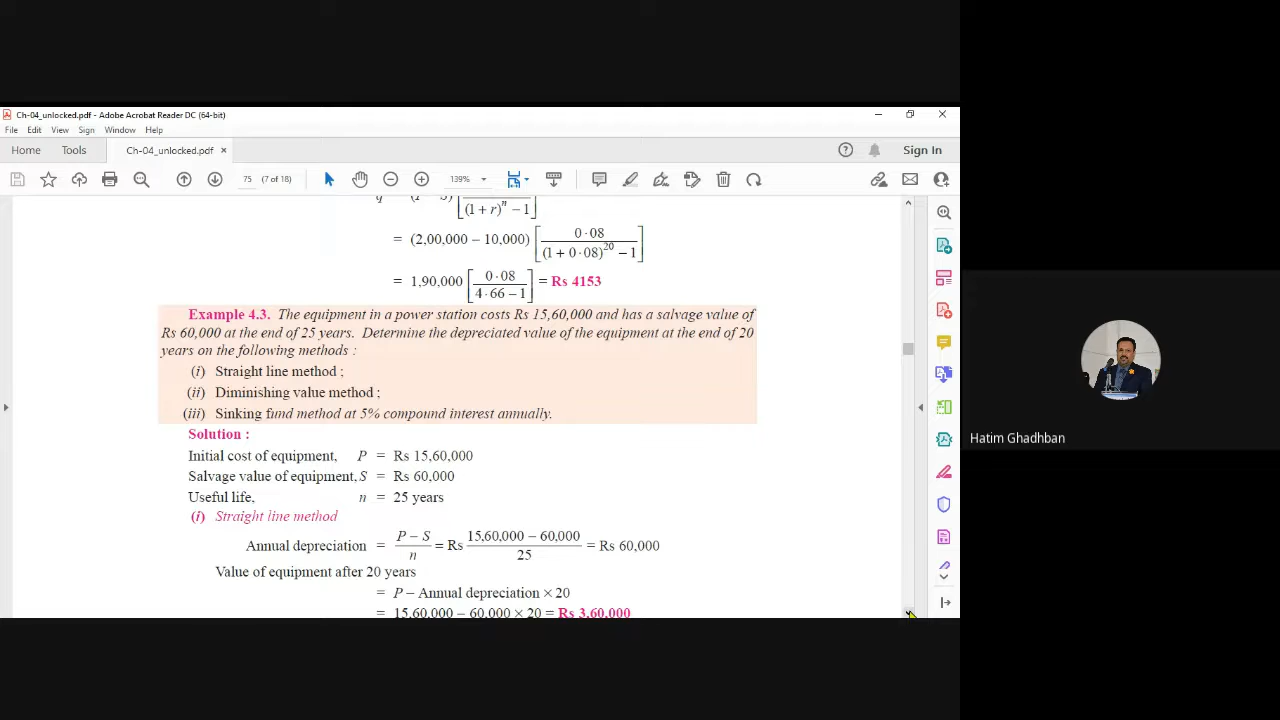 Ch-04_unlocked.pdf - Adobe Acrobat Reader DC (64-bit)
File Edit View Sign Window Help
Home Tools Ch-04_unlocked.pdf × Sign In
75 (7 of 18) 139%
(1 + r)^n − 1
= (2,00,000 − 10,000) [ 0·08 / (1 + 0·08)^20 − 1 ]
= 1,90,000 [ 0·08 / 4·66 − 1 ] = Rs 4153
Example 4.3. The equipment in a power station costs Rs 15,60,000 and has a salvage value of
Rs 60,000 at the end of 25 years. Determine the depreciated value of the equipment at the end of 20
years on the following methods :
(i) Straight line method ;
(ii) Diminishing value method ;
(iii) Sinking fund method at 5% compound interest annually.
Solution :
Initial cost of equipment, P = Rs 15,60,000
Salvage value of equipment, S = Rs 60,000
Useful life, n = 25 years
(i) Straight line method
Annual depreciation = P − S / n = Rs 15,60,000 − 60,000 / 25 = Rs 60,000
Value of equipment after 20 years
= P − Annual depreciation × 20
= 15,60,000 − 60,000 × 20 = Rs 3,60,000
Hatim Ghadhban